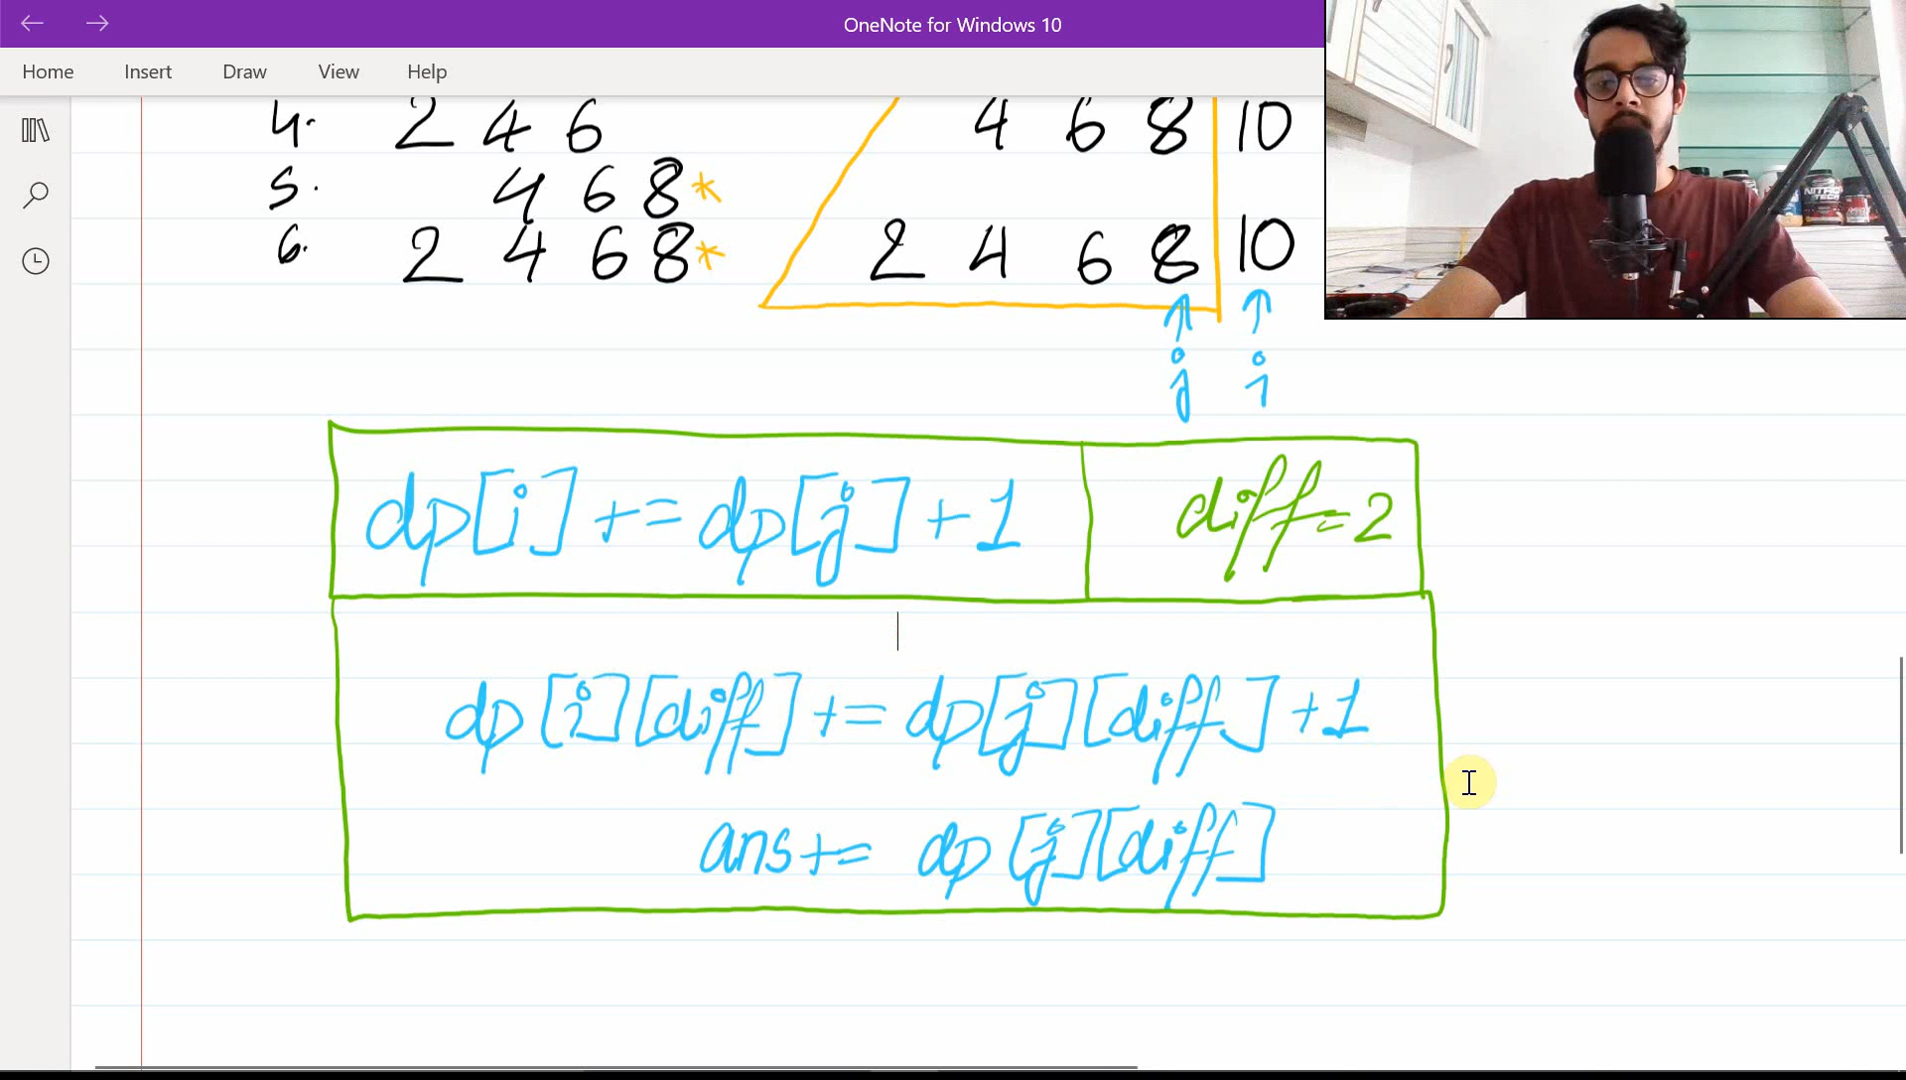 OneNote for Windows 10
Home Insert Draw View Help
4. 2 4 6 4 6 8 10
5. 4 6 8 *
6. 2 4 6 8 * 2 4 6 8 10
j i
dp[i] += dp[j] + 1 diff = 2
dp[i][diff] += dp[j][diff] + 1
ans += dp[j][diff]
NITRO
TECH